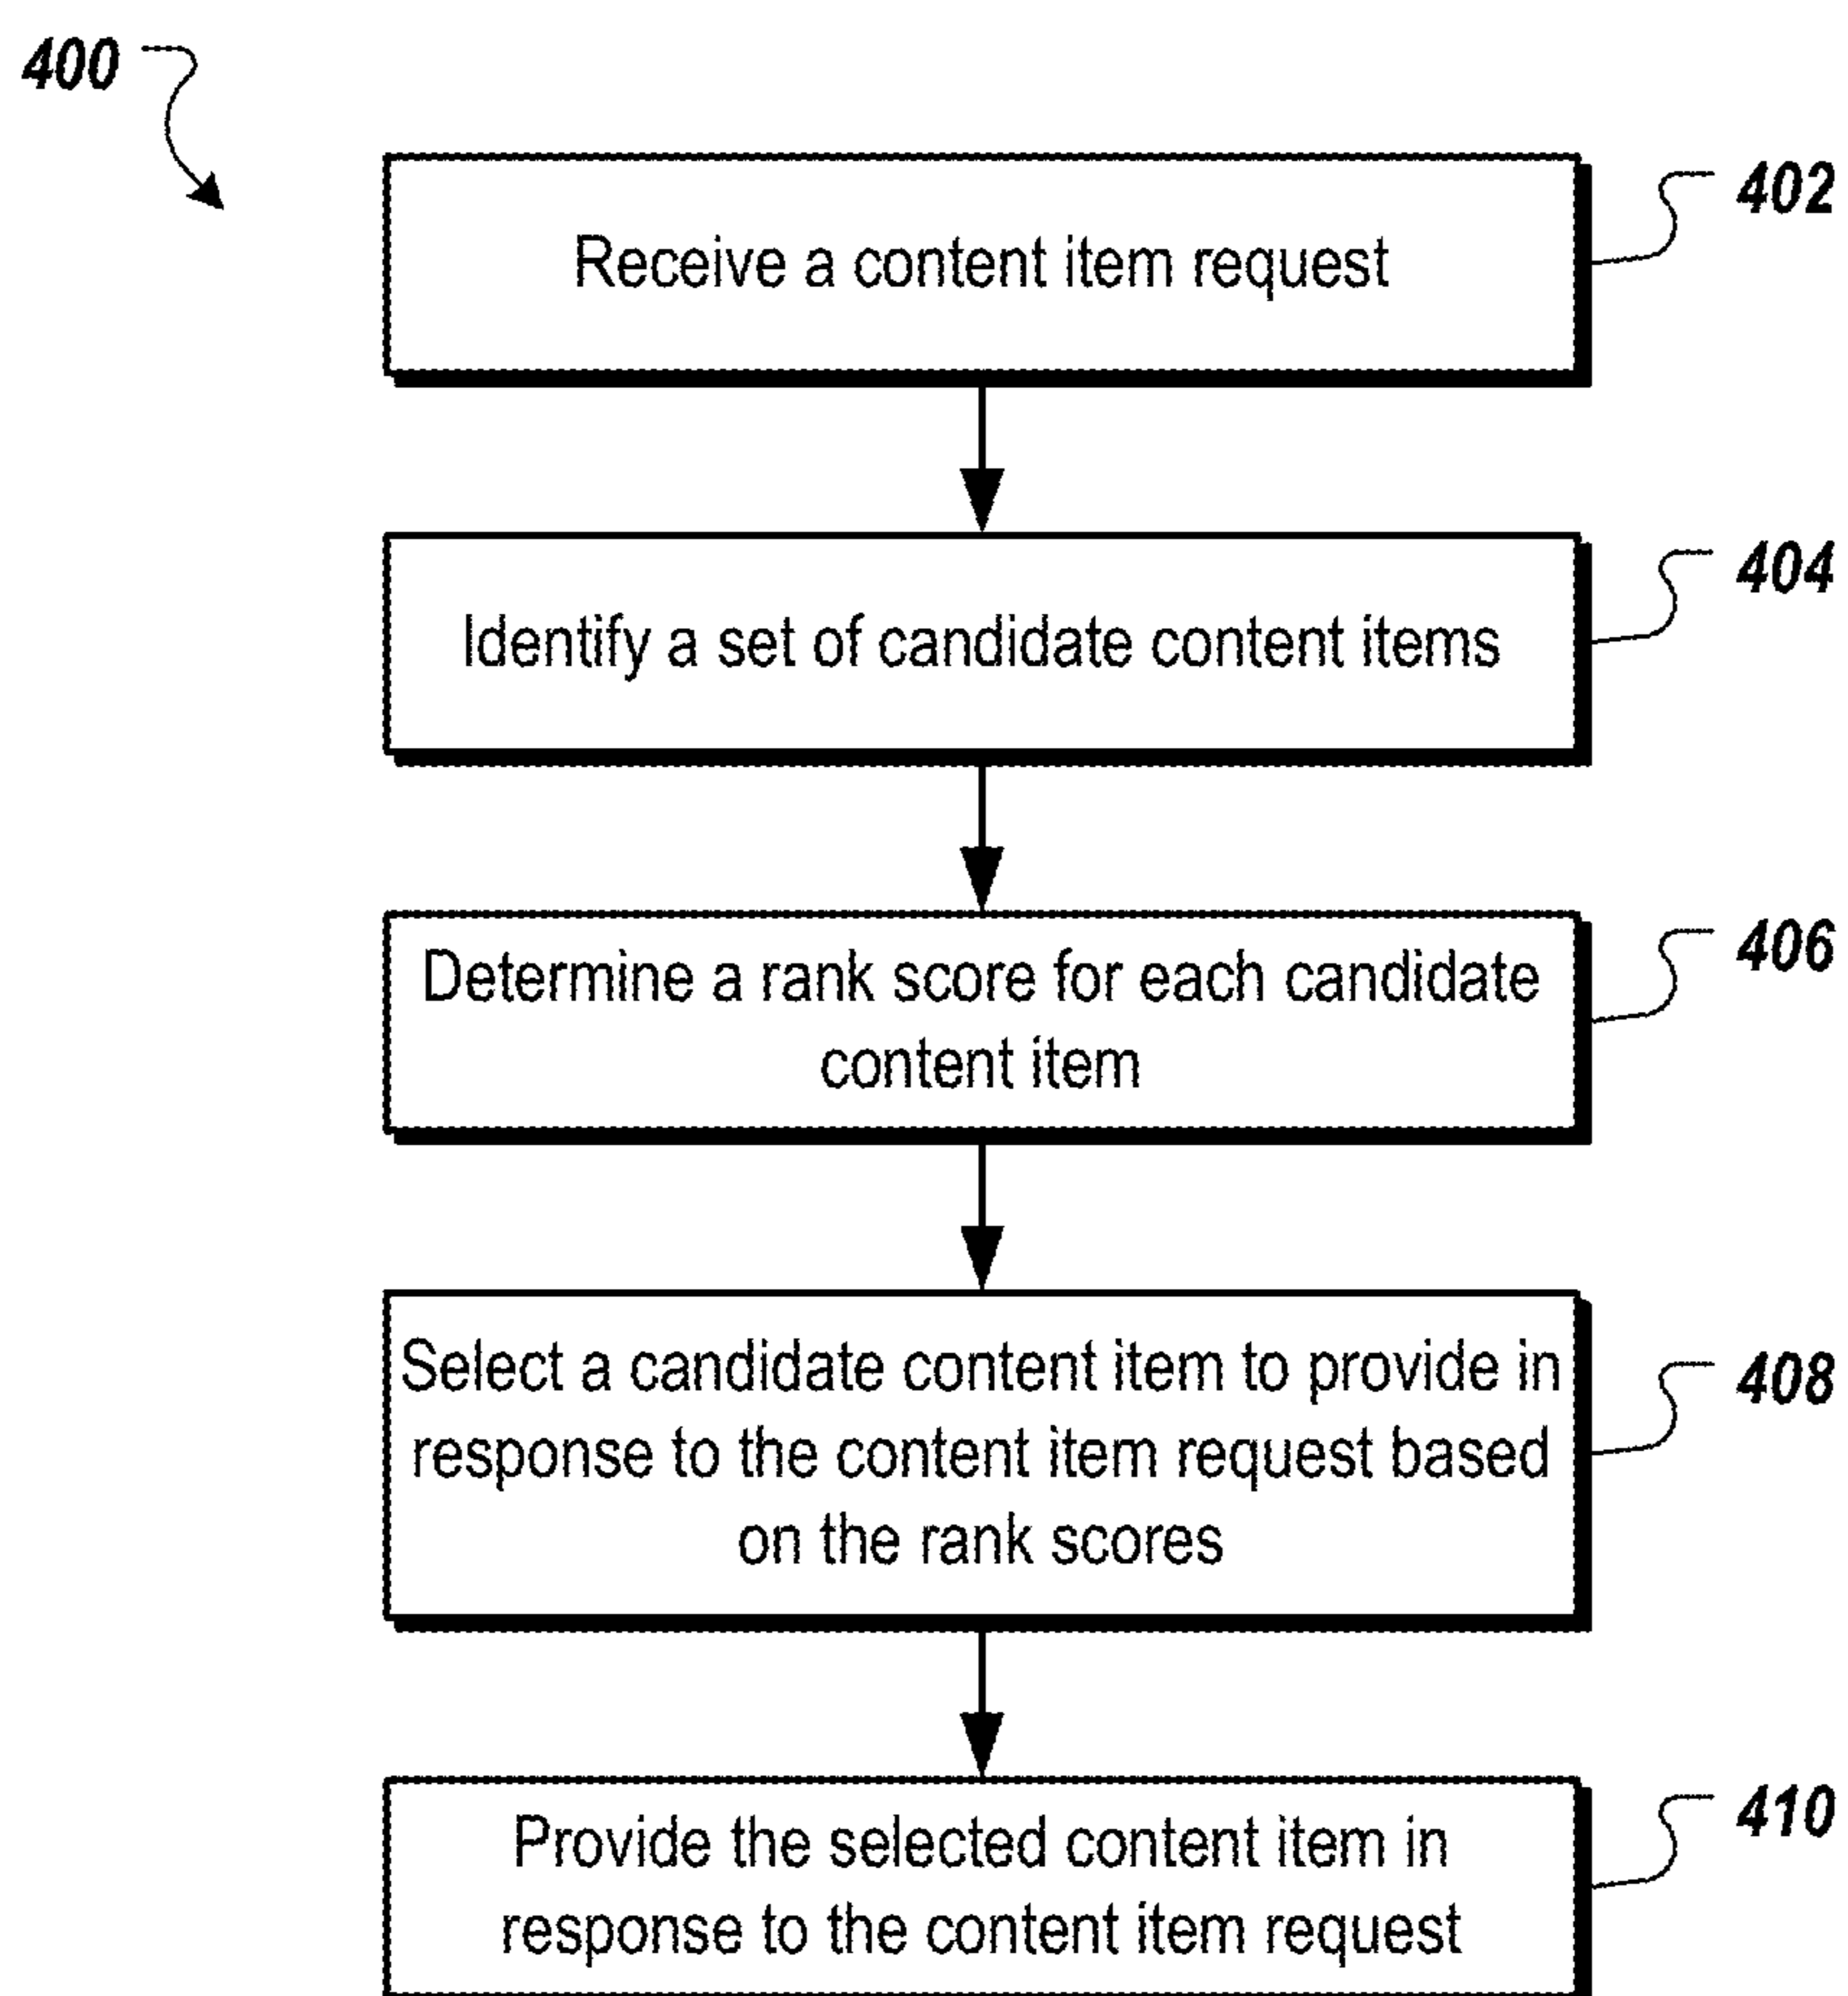 400
Receive a content item request
402
Identify a set of candidate content items
404
Determine a rank score for each candidate
content item
406
Select a candidate content item to provide in
response to the content item request based
on the rank scores
408
Provide the selected content item in
response to the content item request
410